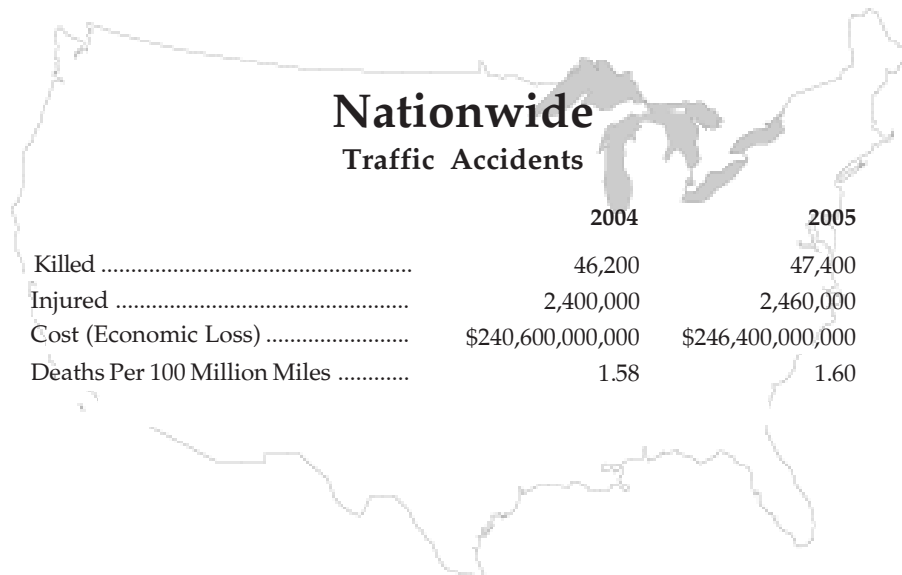 Nationwide
Traffic Accidents
2004 2005
Killed .................................................... 46,200 47,400
Injured ................................................. 2,400,000 2,460,000
Cost (Economic Loss) ........................ $240,600,000,000 $246,400,000,000
Deaths Per 100 Million Miles ............ 1.58 1.60